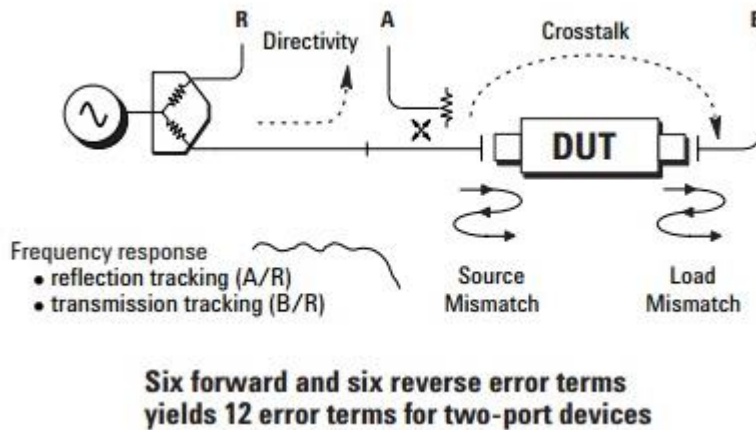 R
A
B
Directivity
Crosstalk
DUT
Frequency response
• reflection tracking (A/R)
• transmission tracking (B/R)
Source
Mismatch
Load
Mismatch
Six forward and six reverse error terms
yields 12 error terms for two-port devices